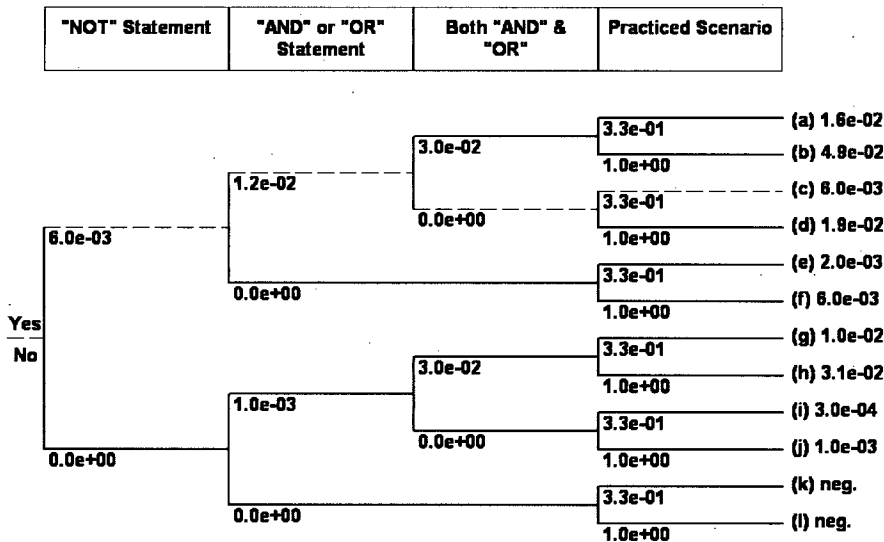 "NOT" Statement
"AND" or "OR" Statement
Both "AND" & "OR"
Practiced Scenario
(a) 1.6e-02
3.3e-01
3.0e-02
(b) 4.9e-02
1.0e+00
1.2e-02
(c) 6.0e-03
3.3e-01
0.0e+00
(d) 1.9e-02
1.0e+00
6.0e-03
(e) 2.0e-03
3.3e-01
0.0e+00
(f) 6.0e-03
1.0e+00
Yes
No
(g) 1.0e-02
3.3e-01
3.0e-02
(h) 3.1e-02
1.0e+00
1.0e-03
(i) 3.0e-04
3.3e-01
0.0e+00
(j) 1.0e-03
1.0e+00
0.0e+00
(k) neg.
3.3e-01
0.0e+00
(l) neg.
1.0e+00